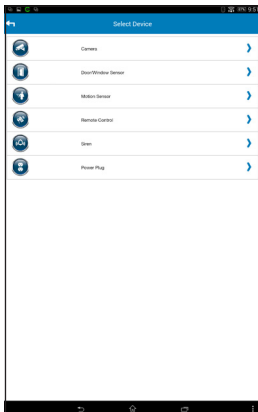 Select Device
Camera
Door/Window Sensor
Motion Sensor
Remote Control
Siren
Power Plug